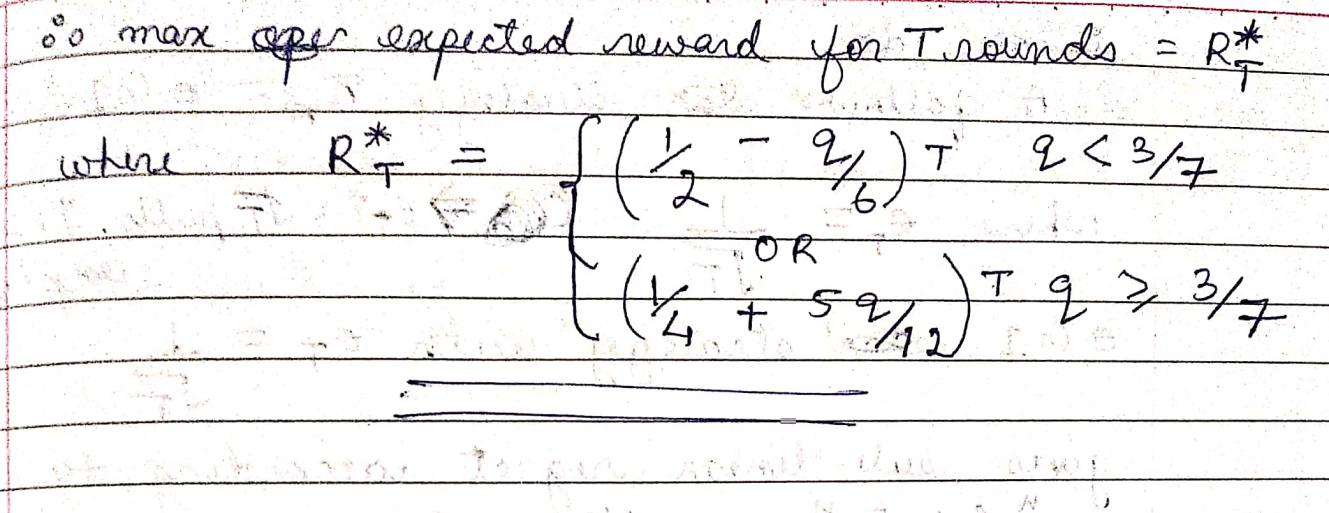 ∴ max expected reward for T rounds = R*_T
where R*_T = { (1/2 - q/6) T q < 3/7
OR
(1/4 + 5q/12) T q ≥ 3/7